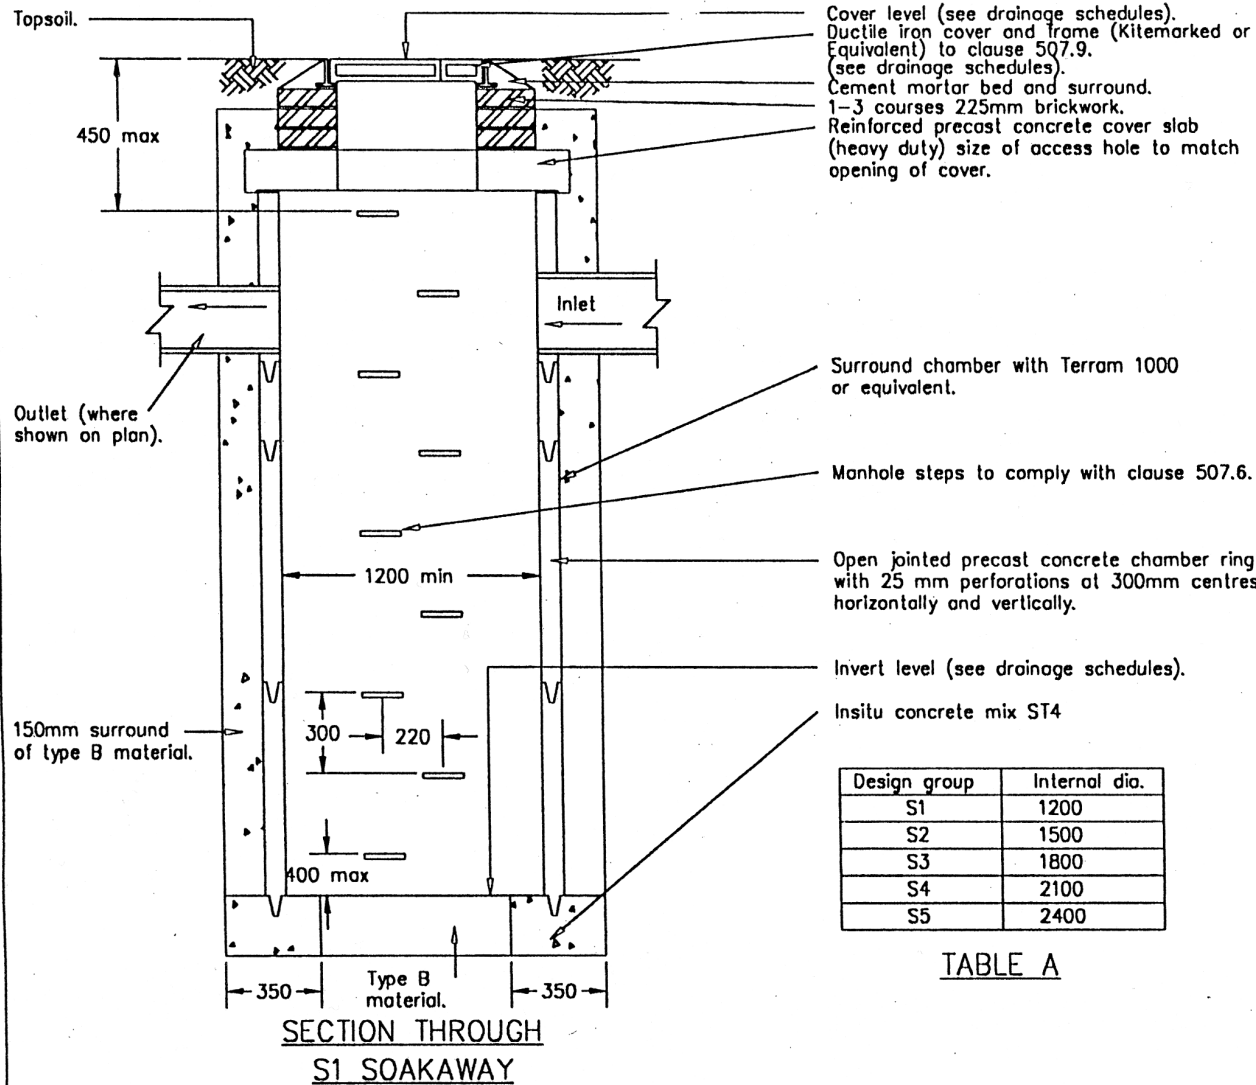 Topsoil.
Cover level (see drainage schedules).
Ductile iron cover and frame (Kitemarked or
Equivalent) to clause 507.9.
(see drainage schedules).
Cement mortar bed and surround.
1-3 courses 225mm brickwork.
Reinforced precast concrete cover slab
(heavy duty) size of access hole to match
opening of cover.
450 max
Inlet
Outlet (where
shown on plan).
Surround chamber with Terram 1000
or equivalent.
Manhole steps to comply with clause 507.6.
1200 min
Open jointed precast concrete chamber ring
with 25 mm perforations at 300mm centres
horizontally and vertically.
Invert level (see drainage schedules).
Insitu concrete mix ST4
150mm surround
of type B material.
300
220
400 max
350
Type B
material.
350
SECTION THROUGH
S1 SOAKAWAY
Design group Internal dia.
S1 1200
S2 1500
S3 1800
S4 2100
S5 2400
TABLE A